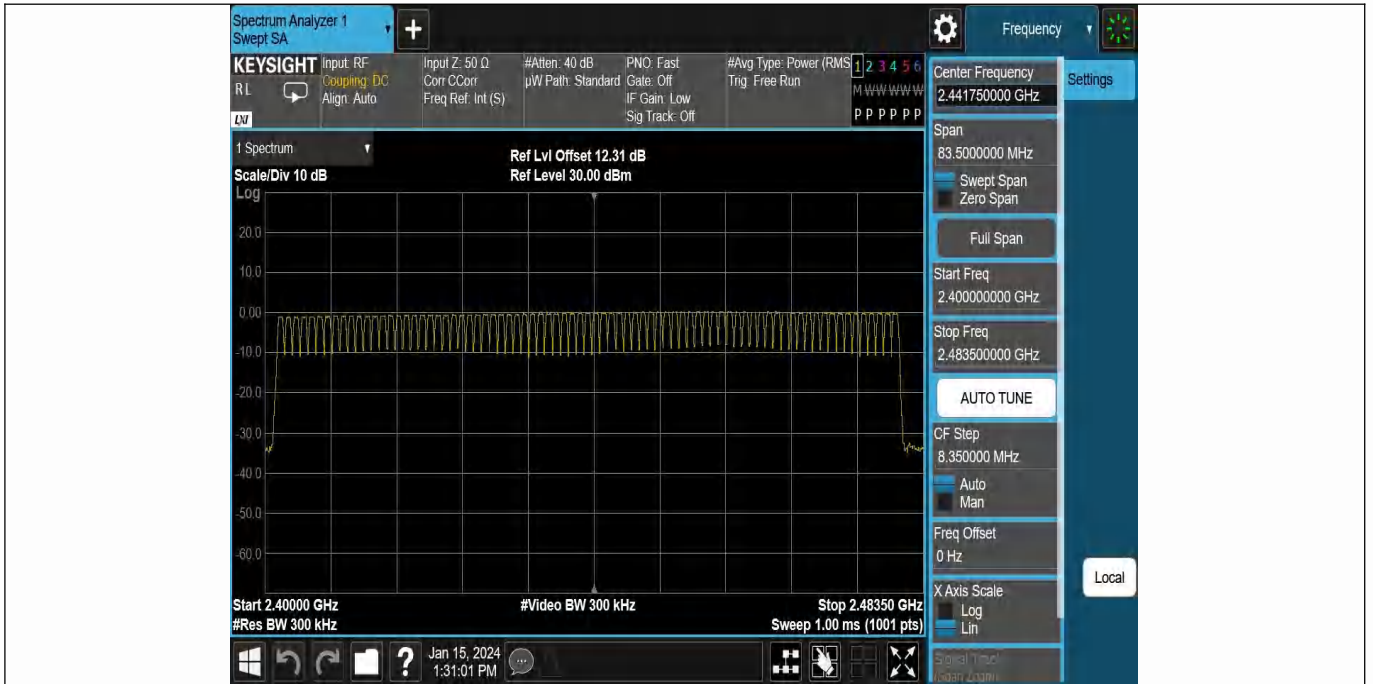 Spectrum Analyzer 1
Swept SA
+
Frequency
KEYSIGHT
RL
LXI
Input: RF
Coupling: DC
Align: Auto
Input Z: 50 Ω
Corr CCorr
Freq Ref: Int (S)
#Atten: 40 dB
µW Path: Standard
PNO: Fast
Gate: Off
IF Gain: Low
Sig Track: Off
#Avg Type: Power (RMS
Trig: Free Run
1 2 3 4 5 6
M W W W W W
P P P P P P
Center Frequency
2.441750000 GHz
Settings
1 Spectrum
Scale/Div 10 dB
Log
Ref Lvl Offset 12.31 dB
Ref Level 30.00 dBm
20.0
10.0
0.00
-10.0
-20.0
-30.0
-40.0
-50.0
-60.0
Start 2.40000 GHz
#Res BW 300 kHz
#Video BW 300 kHz
Stop 2.48350 GHz
Sweep 1.00 ms (1001 pts)
Span
83.5000000 MHz
Swept Span
Zero Span
Full Span
Start Freq
2.400000000 GHz
Stop Freq
2.483500000 GHz
AUTO TUNE
CF Step
8.350000 MHz
Auto
Man
Freq Offset
0 Hz
X Axis Scale
Log
Lin
Signal Track
(Span Zoom)
Local
?
Jan 15, 2024
1:31:01 PM